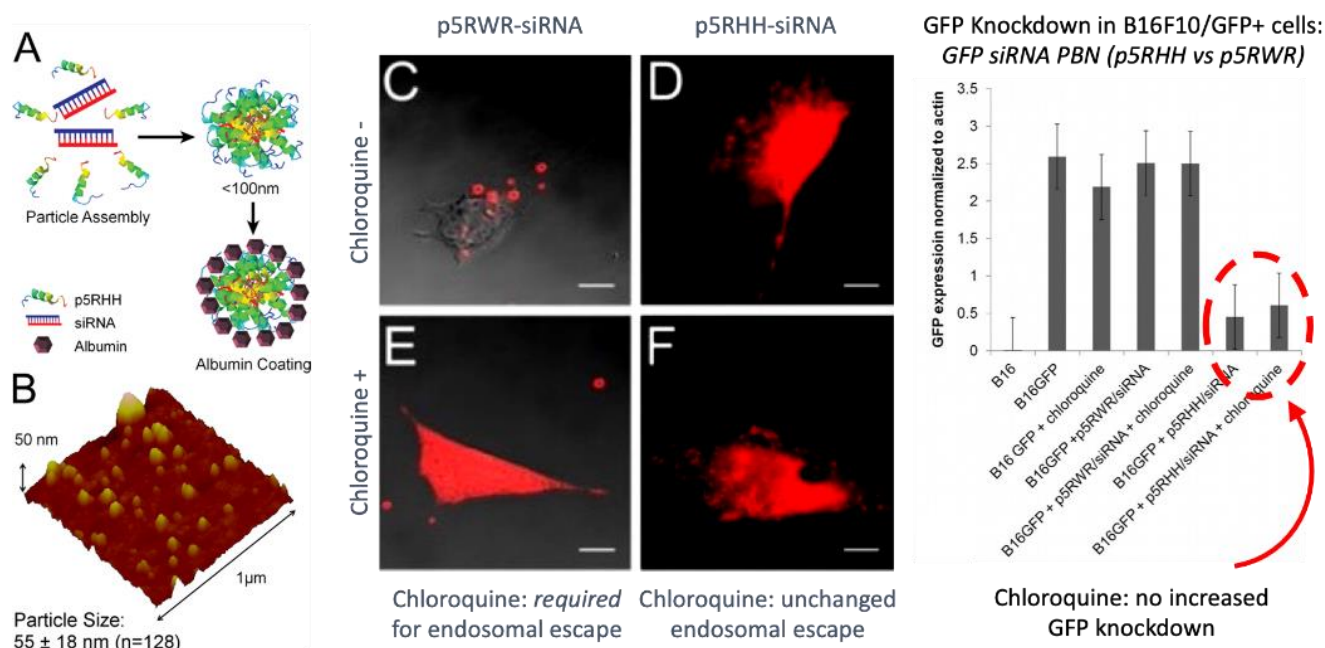 A
<100nm
Particle Assembly
p5RHH
siRNA
Albumin
Albumin Coating
B
50 nm
1µm
Particle Size:
55 ± 18 nm (n=128)
p5RWR-siRNA
p5RHH-siRNA
Chloroquine -
C
D
Chloroquine +
E
F
Chloroquine: required
for endosomal escape
Chloroquine: unchanged
endosomal escape
GFP Knockdown in B16F10/GFP+ cells:
GFP siRNA PBN (p5RHH vs p5RWR)
GFP expressioin normalized to actin
3.5
3
2.5
2
1.5
1
0.5
0
B16
B16GFP
B16 GFP + chloroquine
B16GFP +p5RWR/siRNA
B16GFP + p5RWR/siRNA + chloroquine
B16GFP + p5RHH/siRNA
B16GFP + p5RHH/siRNA + chloroquine
Chloroquine: no increased
GFP knockdown